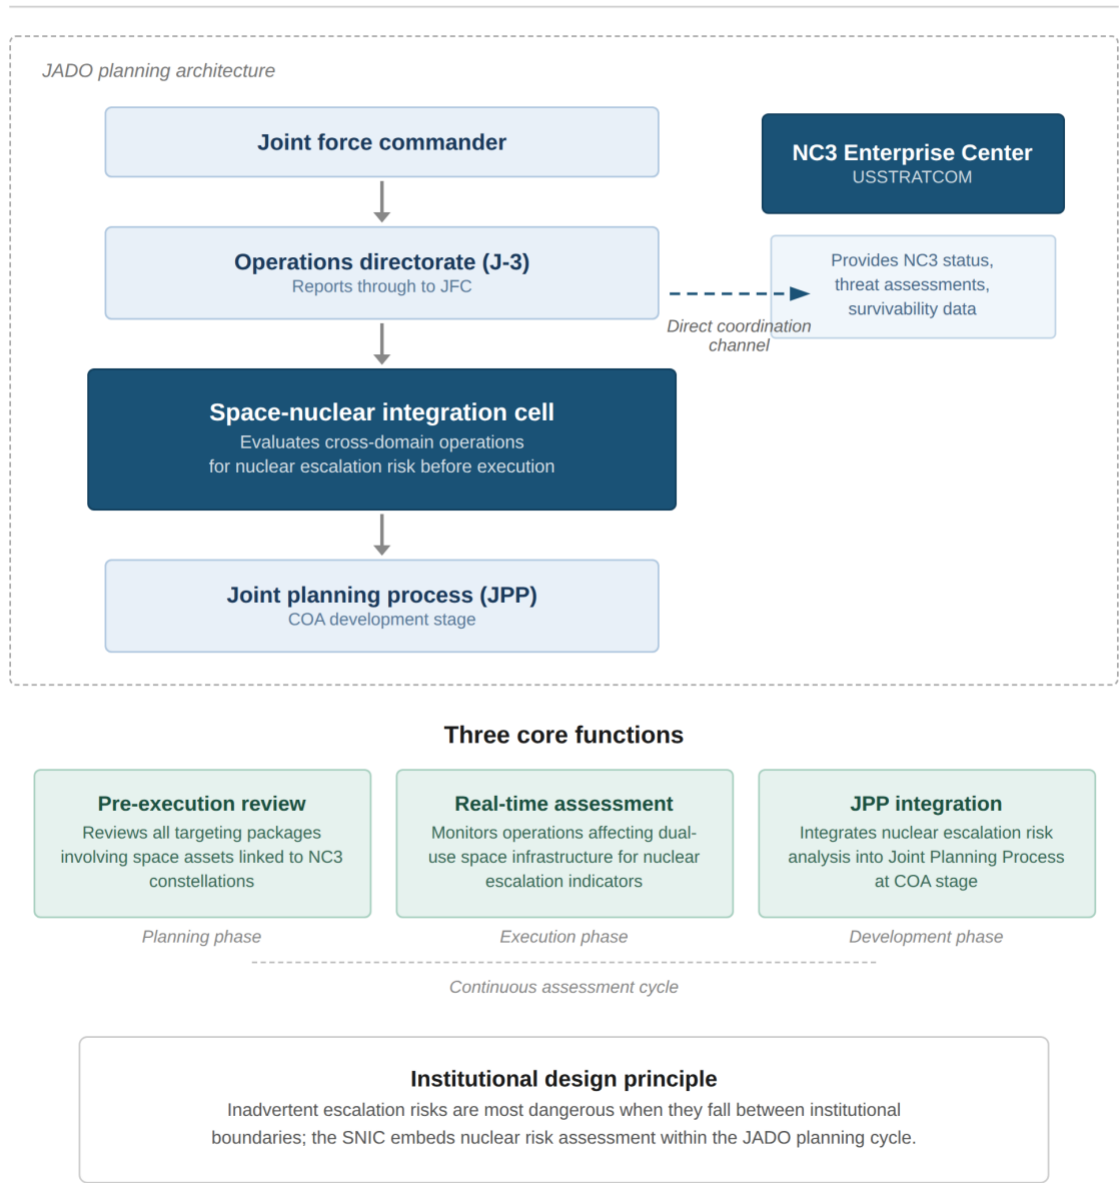 JADO planning architecture
Joint force commander
NC3 Enterprise Center
USSTRATCOM
Operations directorate (J-3)
Reports through to JFC
Provides NC3 status,
threat assessments,
survivability data
Direct coordination
channel
Space-nuclear integration cell
Evaluates cross-domain operations
for nuclear escalation risk before execution
Joint planning process (JPP)
COA development stage
Three core functions
Pre-execution review
Reviews all targeting packages
involving space assets linked to NC3
constellations
Planning phase
Real-time assessment
Monitors operations affecting dual-
use space infrastructure for nuclear
escalation indicators
Execution phase
JPP integration
Integrates nuclear escalation risk
analysis into Joint Planning Process
at COA stage
Development phase
Continuous assessment cycle
Institutional design principle
Inadvertent escalation risks are most dangerous when they fall between institutional
boundaries; the SNIC embeds nuclear risk assessment within the JADO planning cycle.